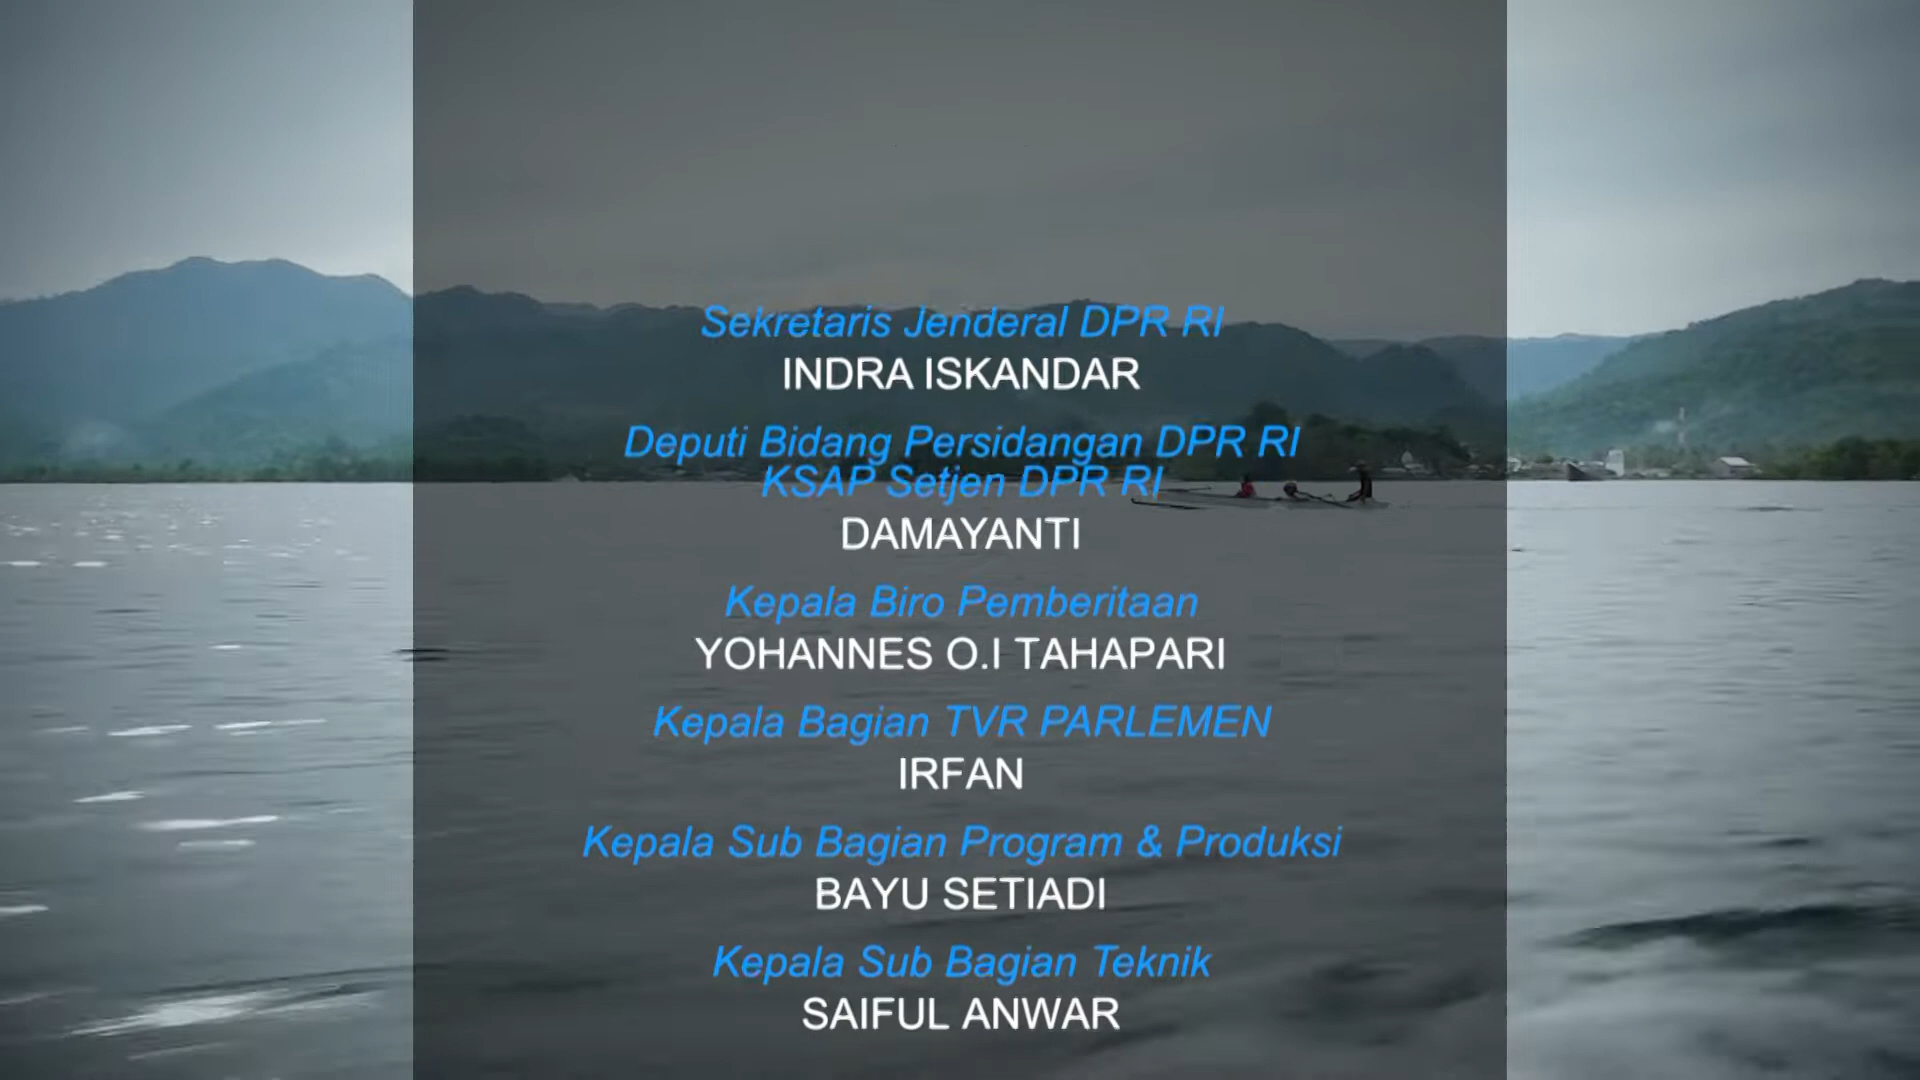 Sekretaris Jenderal DPR RI
INDRA ISKANDAR
Deputi Bidang Persidangan DPR RI
KSAP Setjen DPR RI
DAMAYANTI
Kepala Biro Pemberitaan
YOHANNES O.I TAHAPARI
Kepala Bagian TVR PARLEMEN
IRFAN
Kepala Sub Bagian Program & Produksi
BAYU SETIADI
Kepala Sub Bagian Teknik
SAIFUL ANWAR